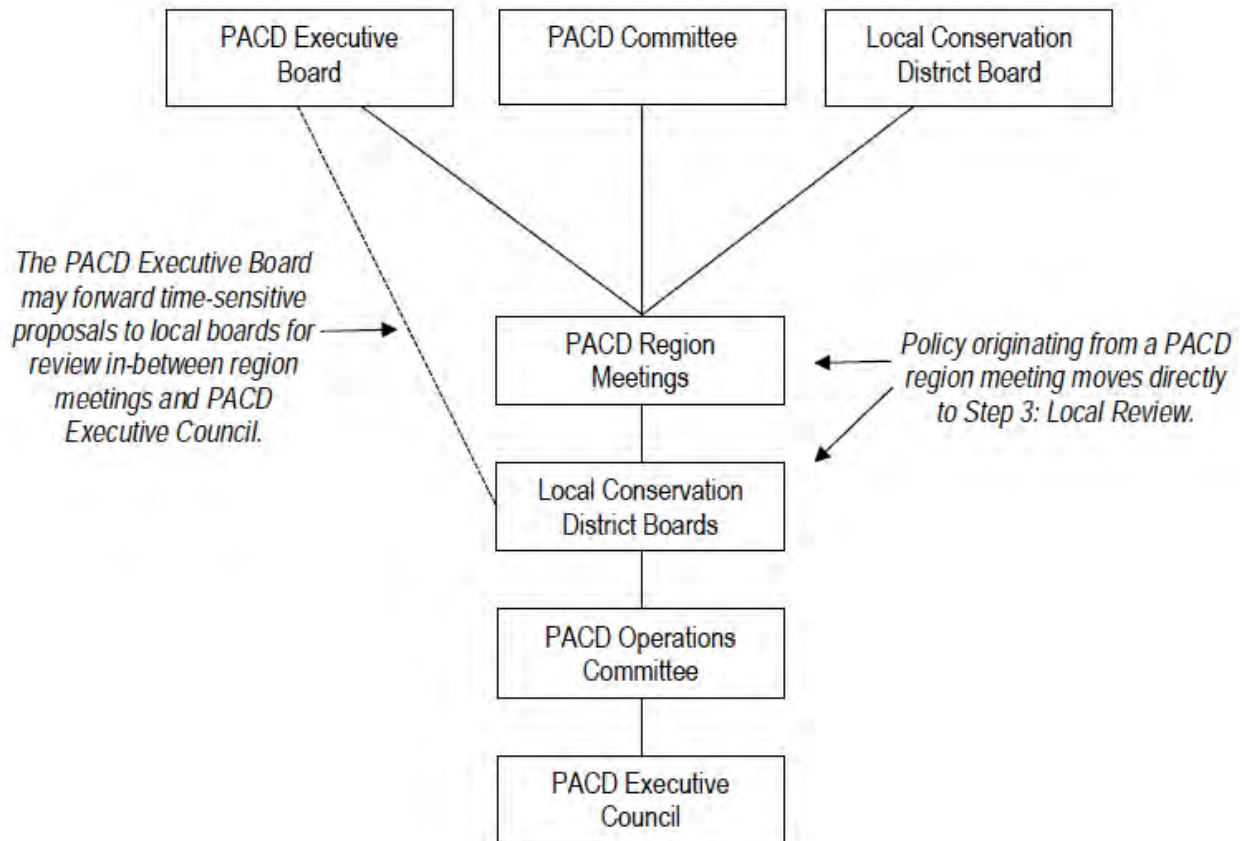 PACD Executive
Board
PACD Committee
Local Conservation
District Board
The PACD Executive Board
may forward time-sensitive
proposals to local boards for
review in-between region
meetings and PACD
Executive Council.
PACD Region
Meetings
Policy originating from a PACD
region meeting moves directly
to Step 3: Local Review.
Local Conservation
District Boards
PACD Operations
Committee
PACD Executive
Council